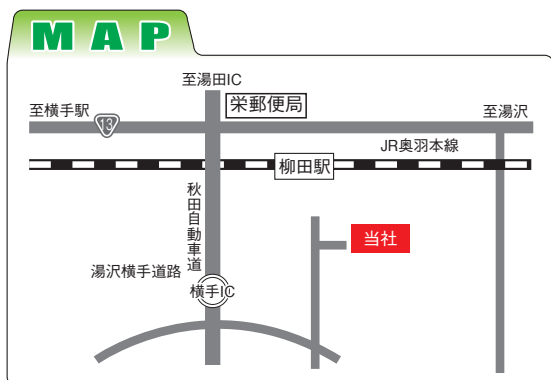 MAP
至湯田IC
栄郵便局
至横手駅
13
至湯沢
JR奥羽本線
柳田駅
秋田自動車道
当社
湯沢横手道路
横手IC